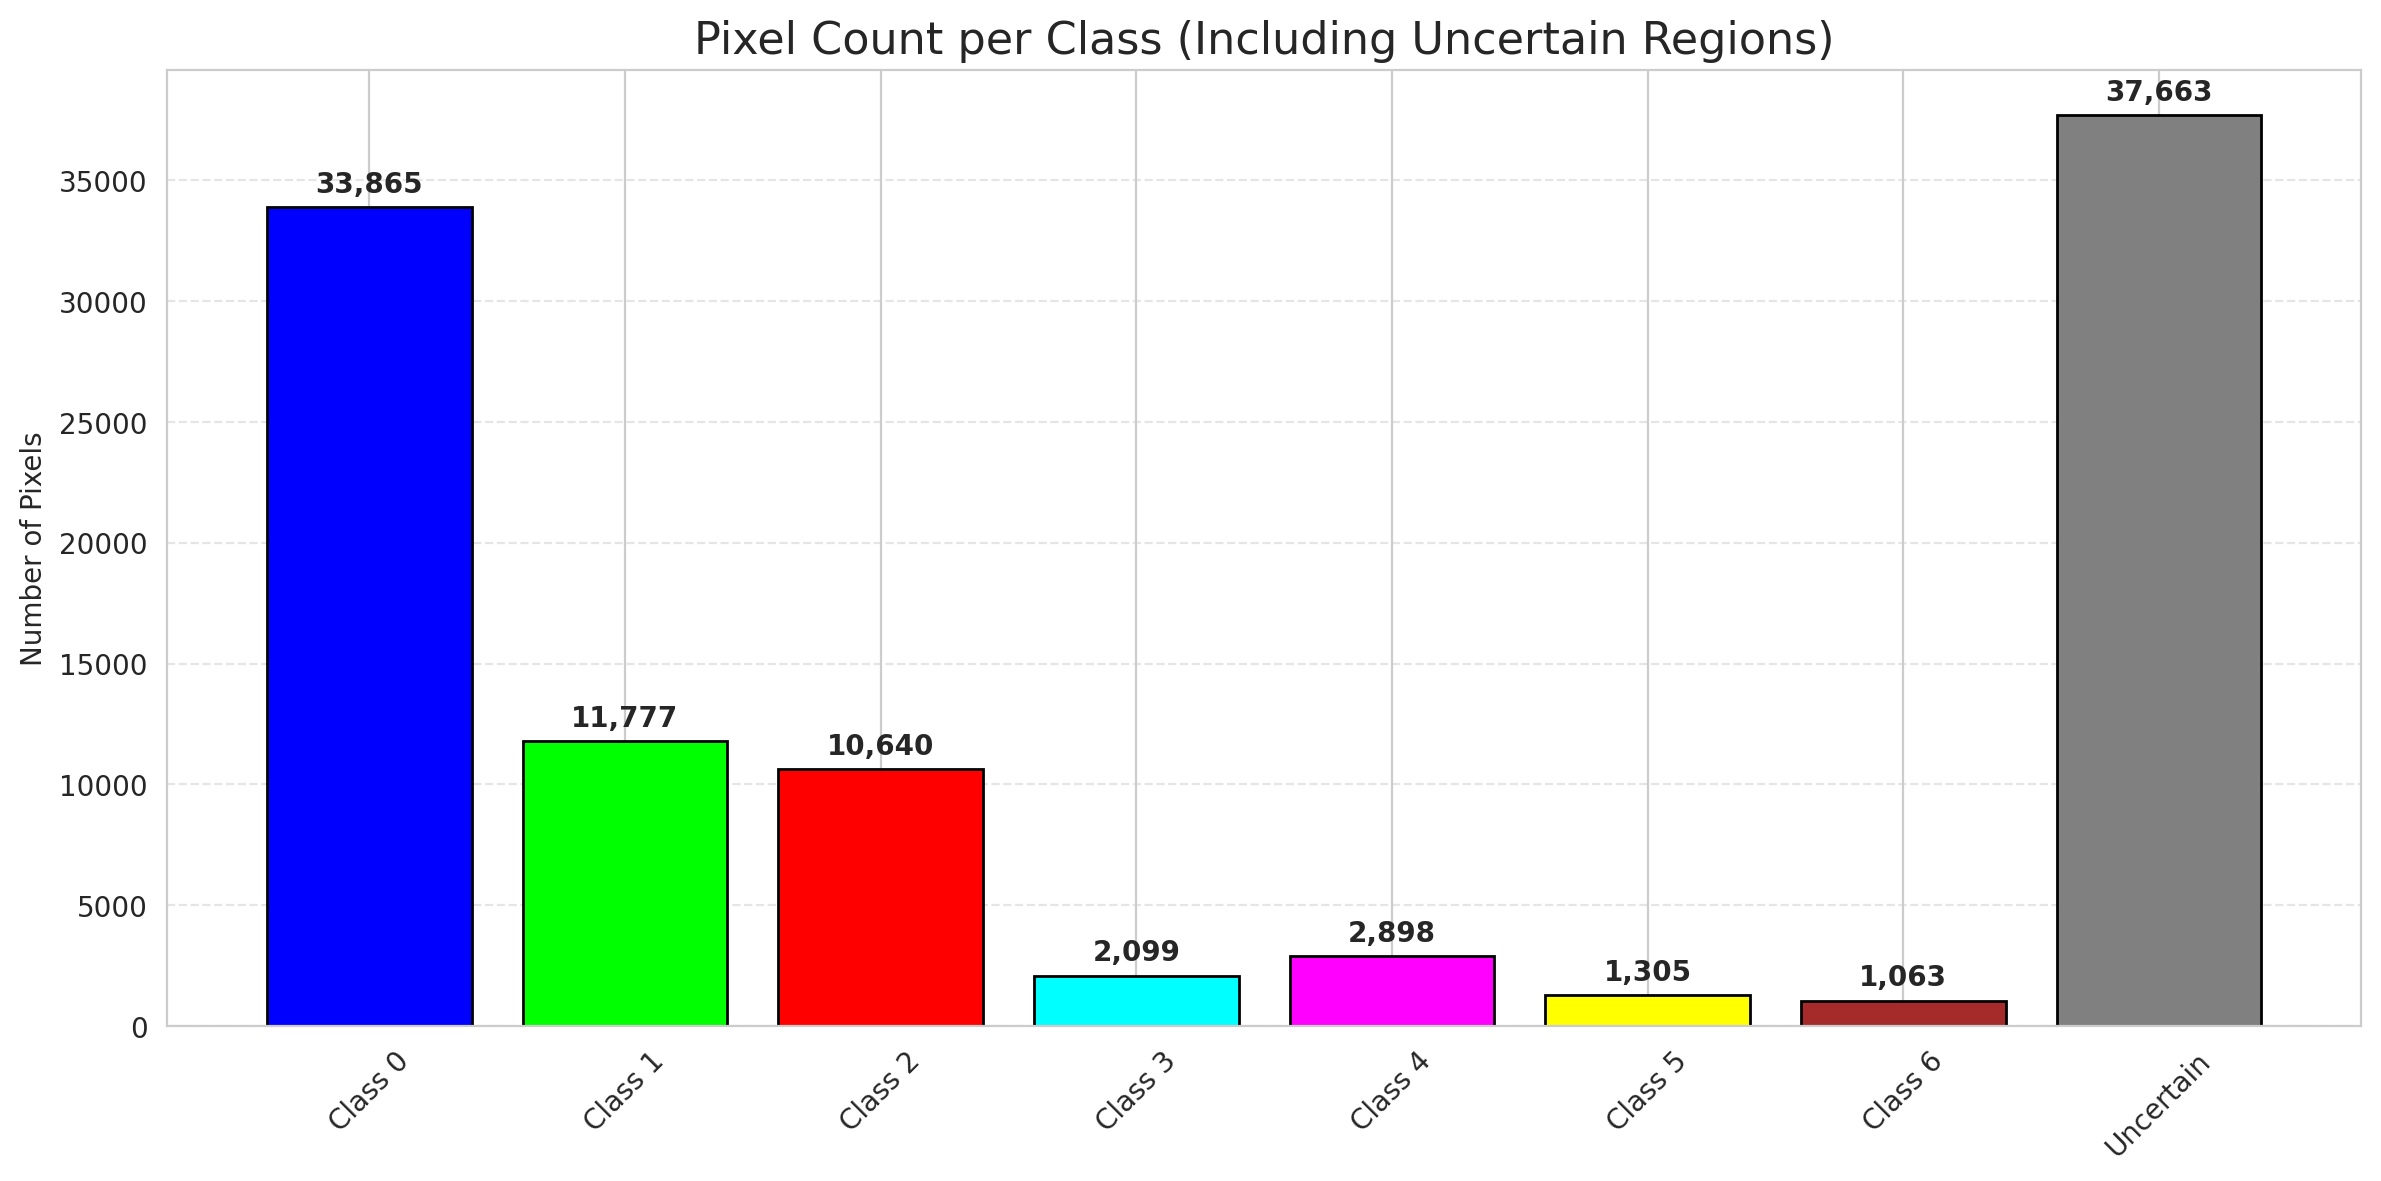 Pixel Count per Class (Including Uncertain Regions)
Number of Pixels
35000
30000
25000
20000
15000
10000
5000
0
33,865
11,777
10,640
2,099
2,898
1,305
1,063
37,663
Class 0
Class 1
Class 2
Class 3
Class 4
Class 5
Class 6
Uncertain